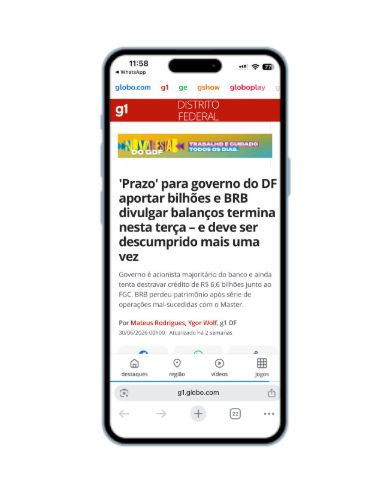 11:58
WhatsApp
77
globo.com g1 ge gshow globoplay
g1 DISTRITO
FEDERAL
DO GDF
TRABALHO E CUIDADO
TODOS OS DIAS.
'Prazo' para governo do DF
aportar bilhões e BRB
divulgar balanços termina
nesta terça – e deve ser
descumprido mais uma
vez
Governo é acionista majoritário do banco e ainda
tenta destravar crédito de R$ 6,6 bilhões junto ao
FGC. BRB perdeu patrimônio após série de
operações mal-sucedidas com o Master.
Por Mateus Rodrigues, Ygor Wolf, g1 DF
30/06/2026 00h00 · Atualizado há 2 semanas
destaques região vídeos jogos
g1.globo.com
22